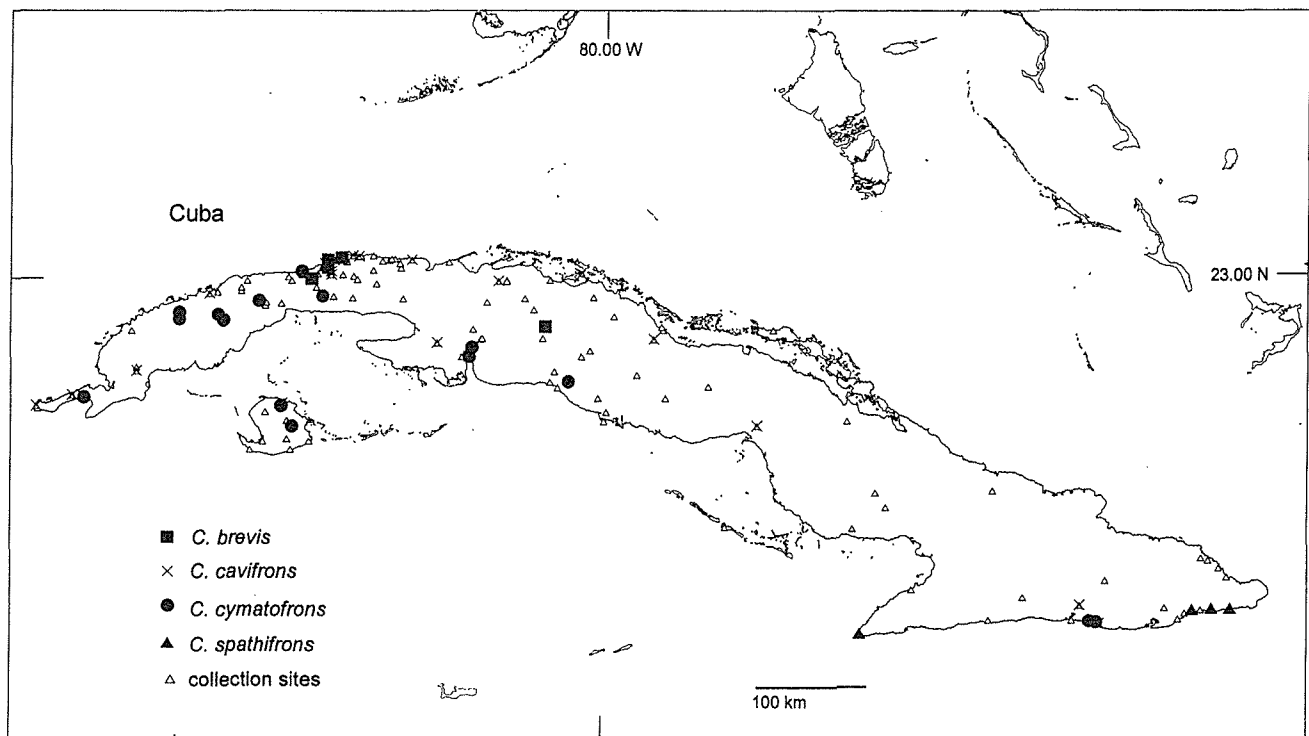 80.00 W
Cuba
23.00 N
C. brevis
C. cavifrons
C. cymatofrons
C. spathifrons
collection sites
100 km